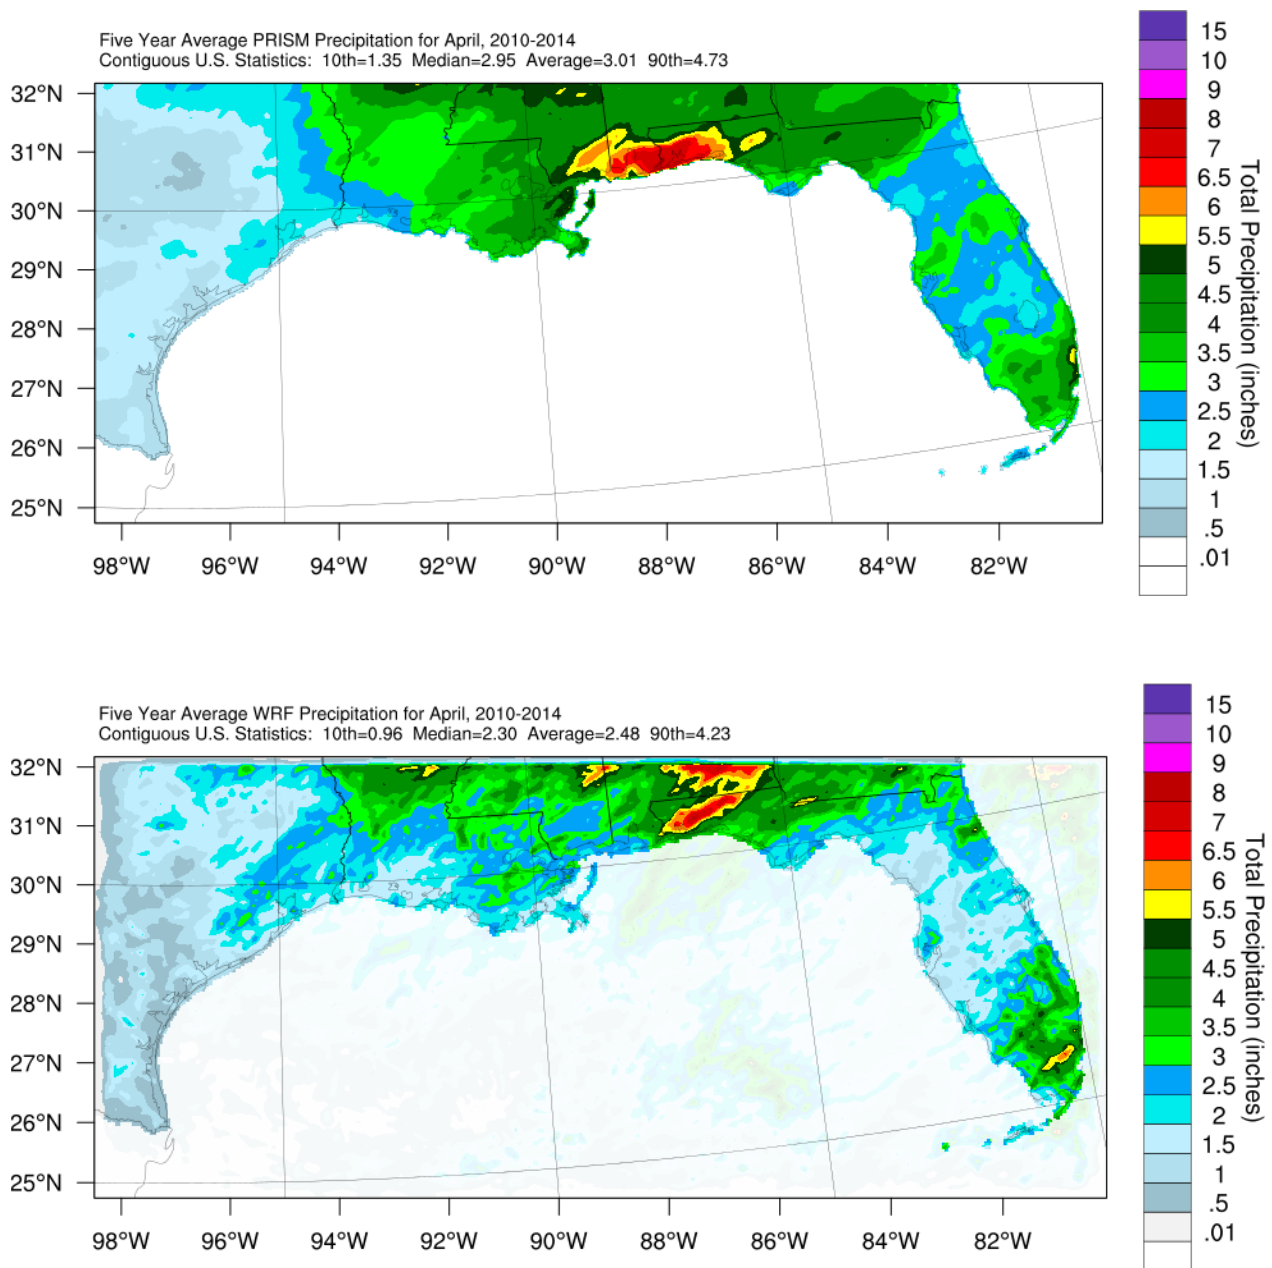 Five Year Average PRISM Precipitation for April, 2010-2014
Contiguous U.S. Statistics: 10th=1.35 Median=2.95 Average=3.01 90th=4.73
32°N
31°N
30°N
29°N
28°N
27°N
26°N
25°N
98°W 96°W 94°W 92°W 90°W 88°W 86°W 84°W 82°W
15
10
9
8
7
6.5
6
5.5
5
4.5
4
3.5
3
2.5
2
1.5
1
.5
.01
Total Precipitation (inches)
Five Year Average WRF Precipitation for April, 2010-2014
Contiguous U.S. Statistics: 10th=0.96 Median=2.30 Average=2.48 90th=4.23
32°N
31°N
30°N
29°N
28°N
27°N
26°N
25°N
98°W 96°W 94°W 92°W 90°W 88°W 86°W 84°W 82°W
15
10
9
8
7
6.5
6
5.5
5
4.5
4
3.5
3
2.5
2
1.5
1
.5
.01
Total Precipitation (inches)